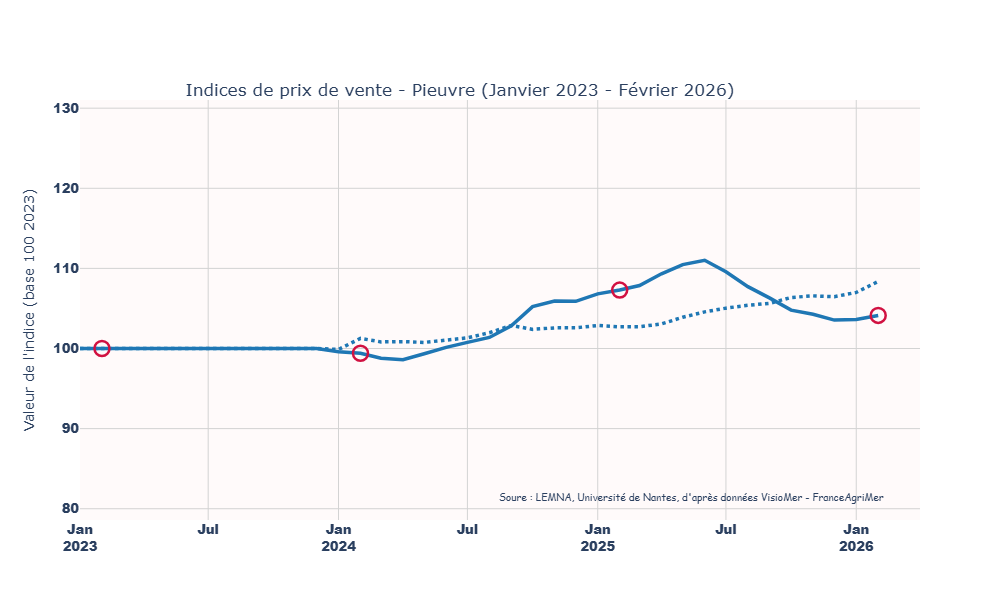 Indices de prix de vente - Pieuvre (Janvier 2023 - Février 2026)
Valeur de l'indice (base 100 2023)
130
120
110
100
90
80
Soure : LEMNA, Université de Nantes, d'après données VisioMer - FranceAgriMer
Jan
2023
Jul
Jan
2024
Jul
Jan
2025
Jul
Jan
2026